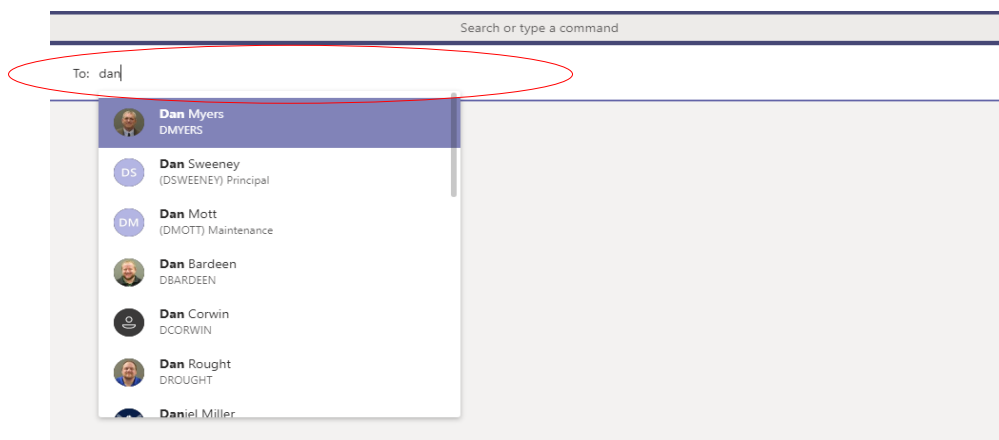 Search or type a command
To: dan
Dan Myers
DMYERS
DS
Dan Sweeney
(DSWEENEY) Principal
DM
Dan Mott
(DMOTT) Maintenance
Dan Bardeen
DBARDEEN
Dan Corwin
DCORWIN
Dan Rought
DROUGHT
Daniel Miller